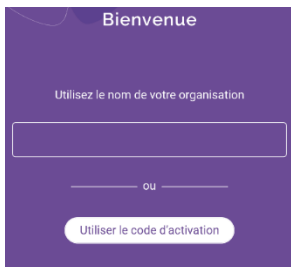 Bienvenue
Utilisez le nom de votre organisation
ou
Utiliser le code d'activation